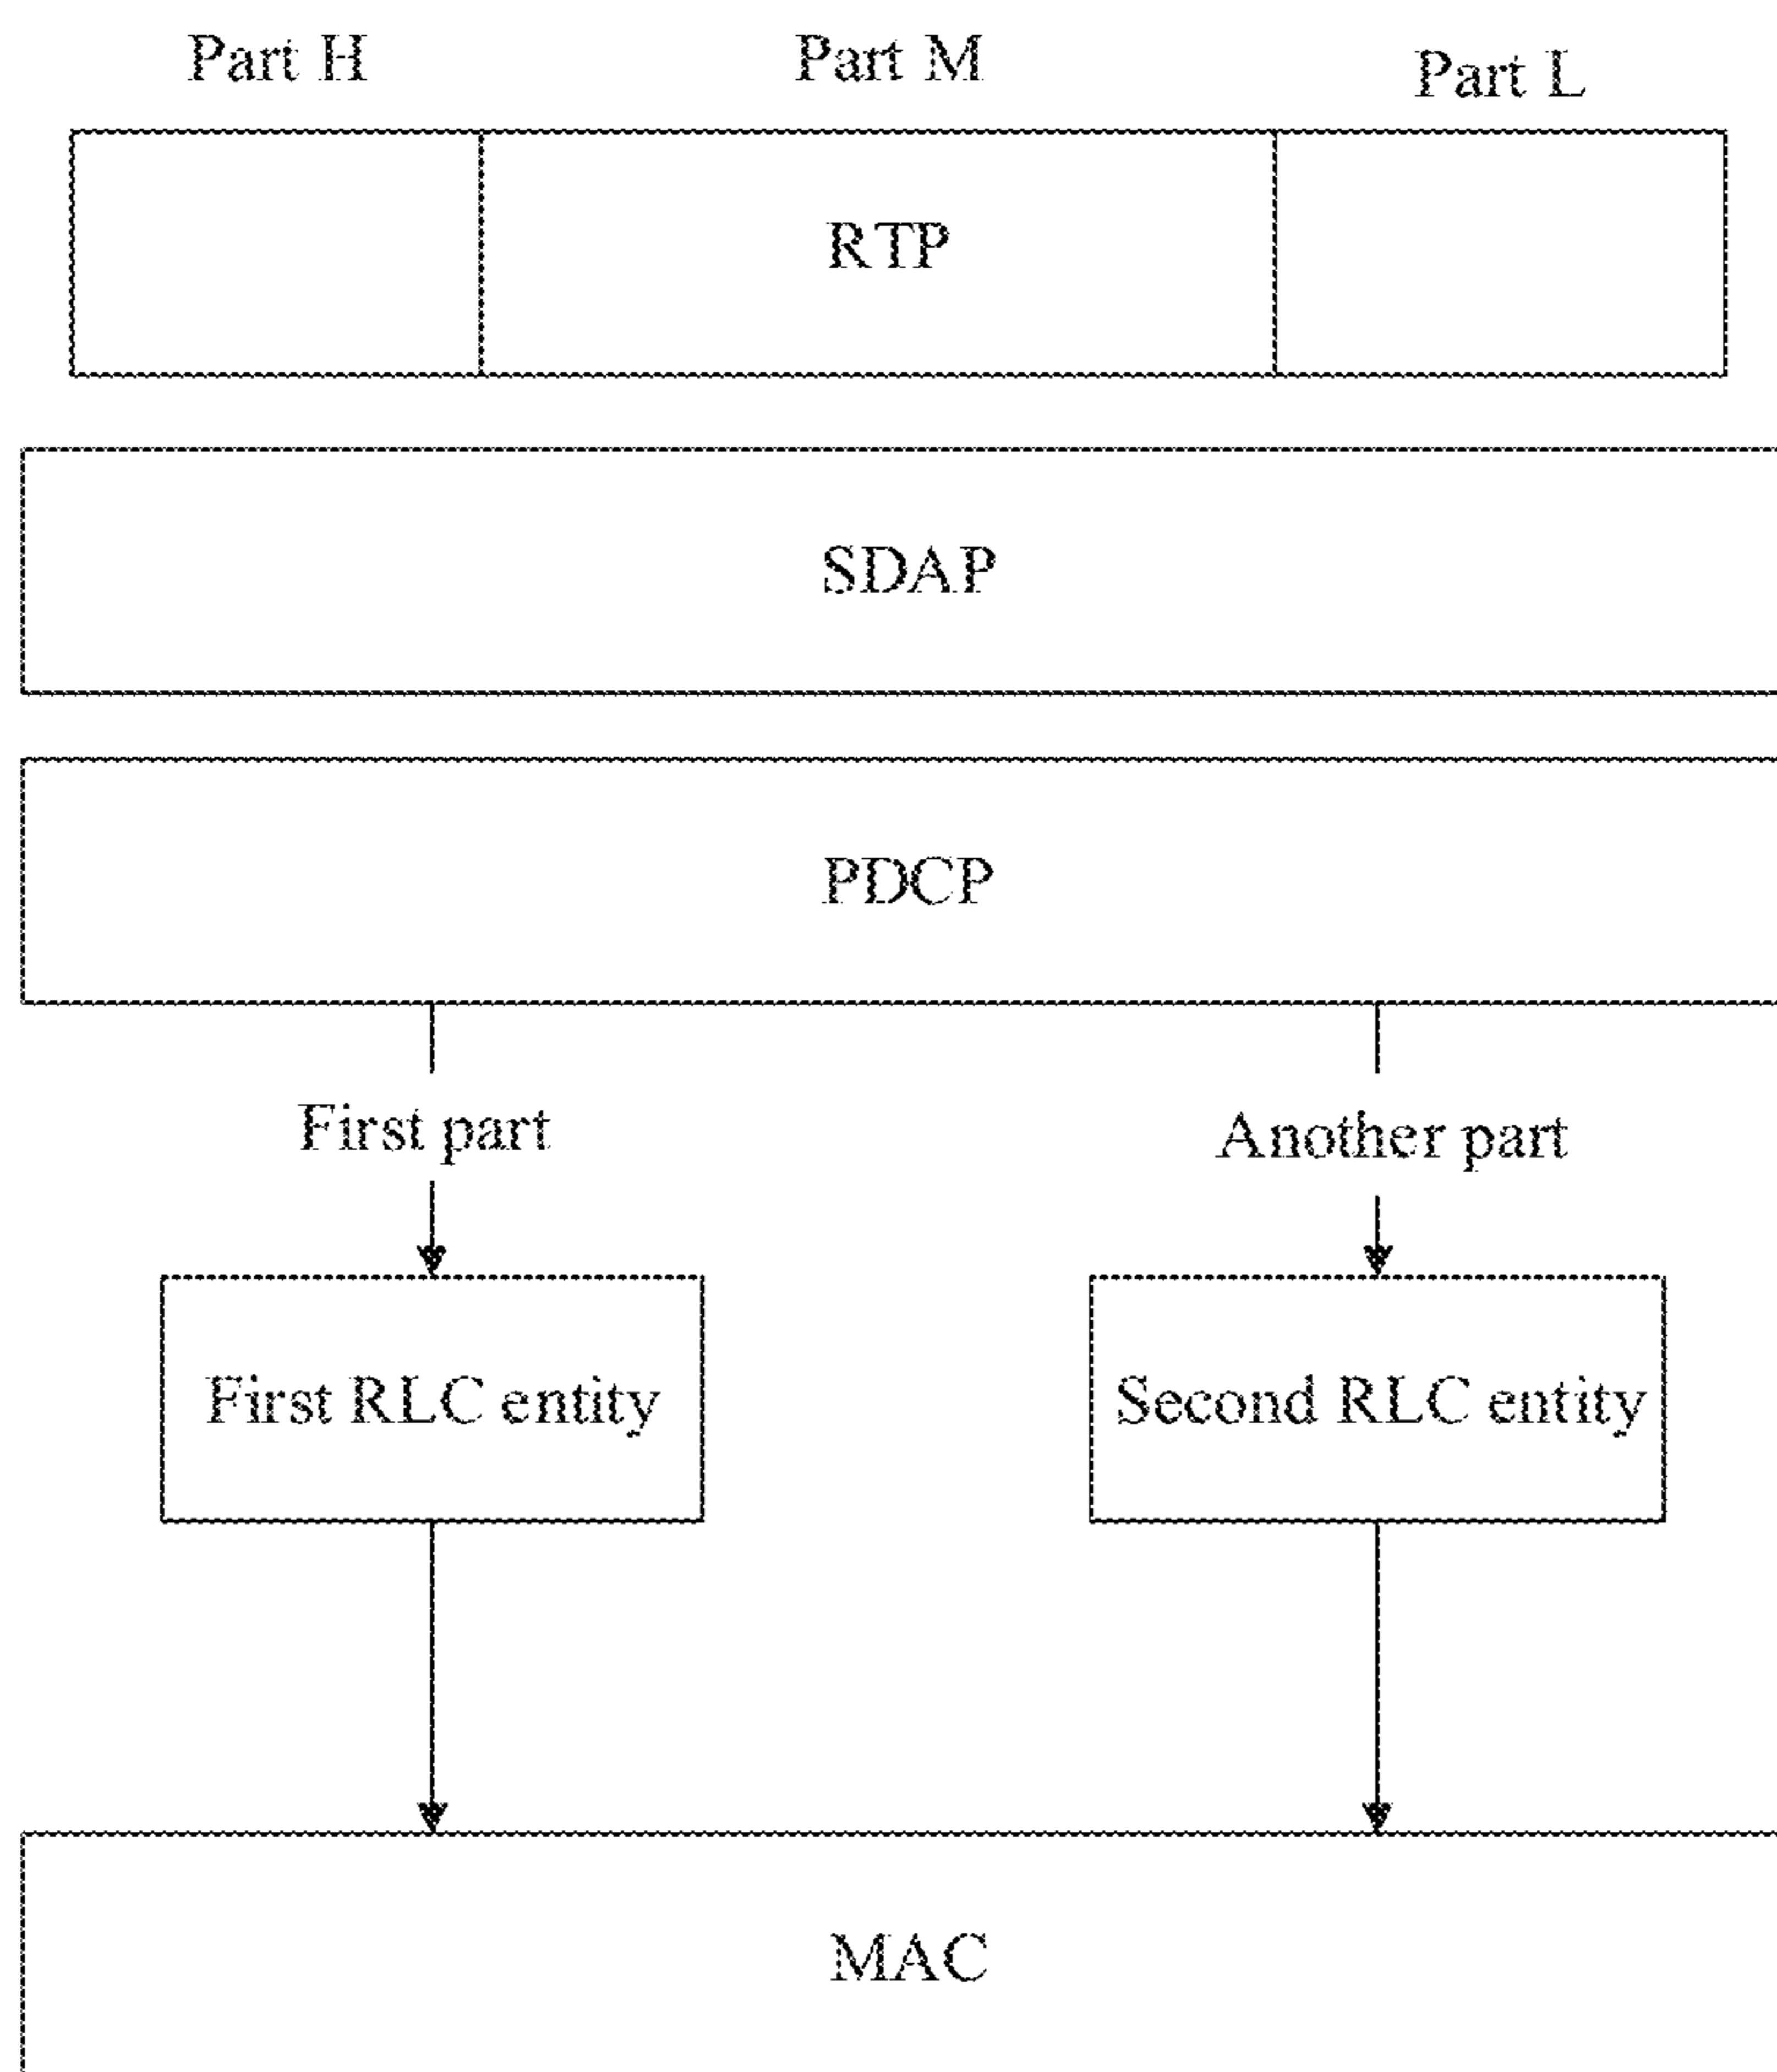 Part H
Part M
Part L
RTP
SDAP
PDCP
First part
Another part
First RLC entity
Second RLC entity
MAC